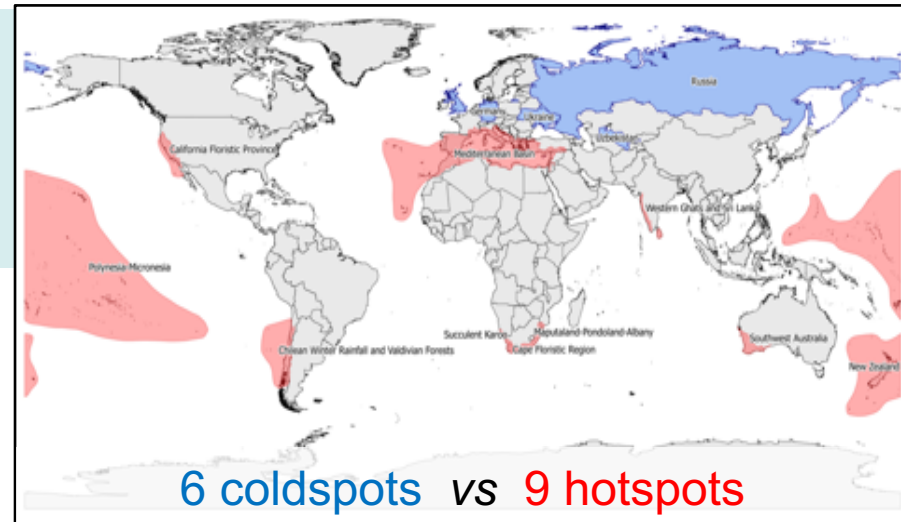 Russia
Germany
Ukraine
Uzbekistan
California Floristic Province
Mediterranean Basin
Western Ghats and Sri Lanka
Polynesia Micronesia
Succulent Karoo
Maputaland-Pondoland-Albany
Chilean Winter Rainfall and Valdivian Forests
Cape Floristic Region
Southwest Australia
New Zealand
6 coldspots vs 9 hotspots